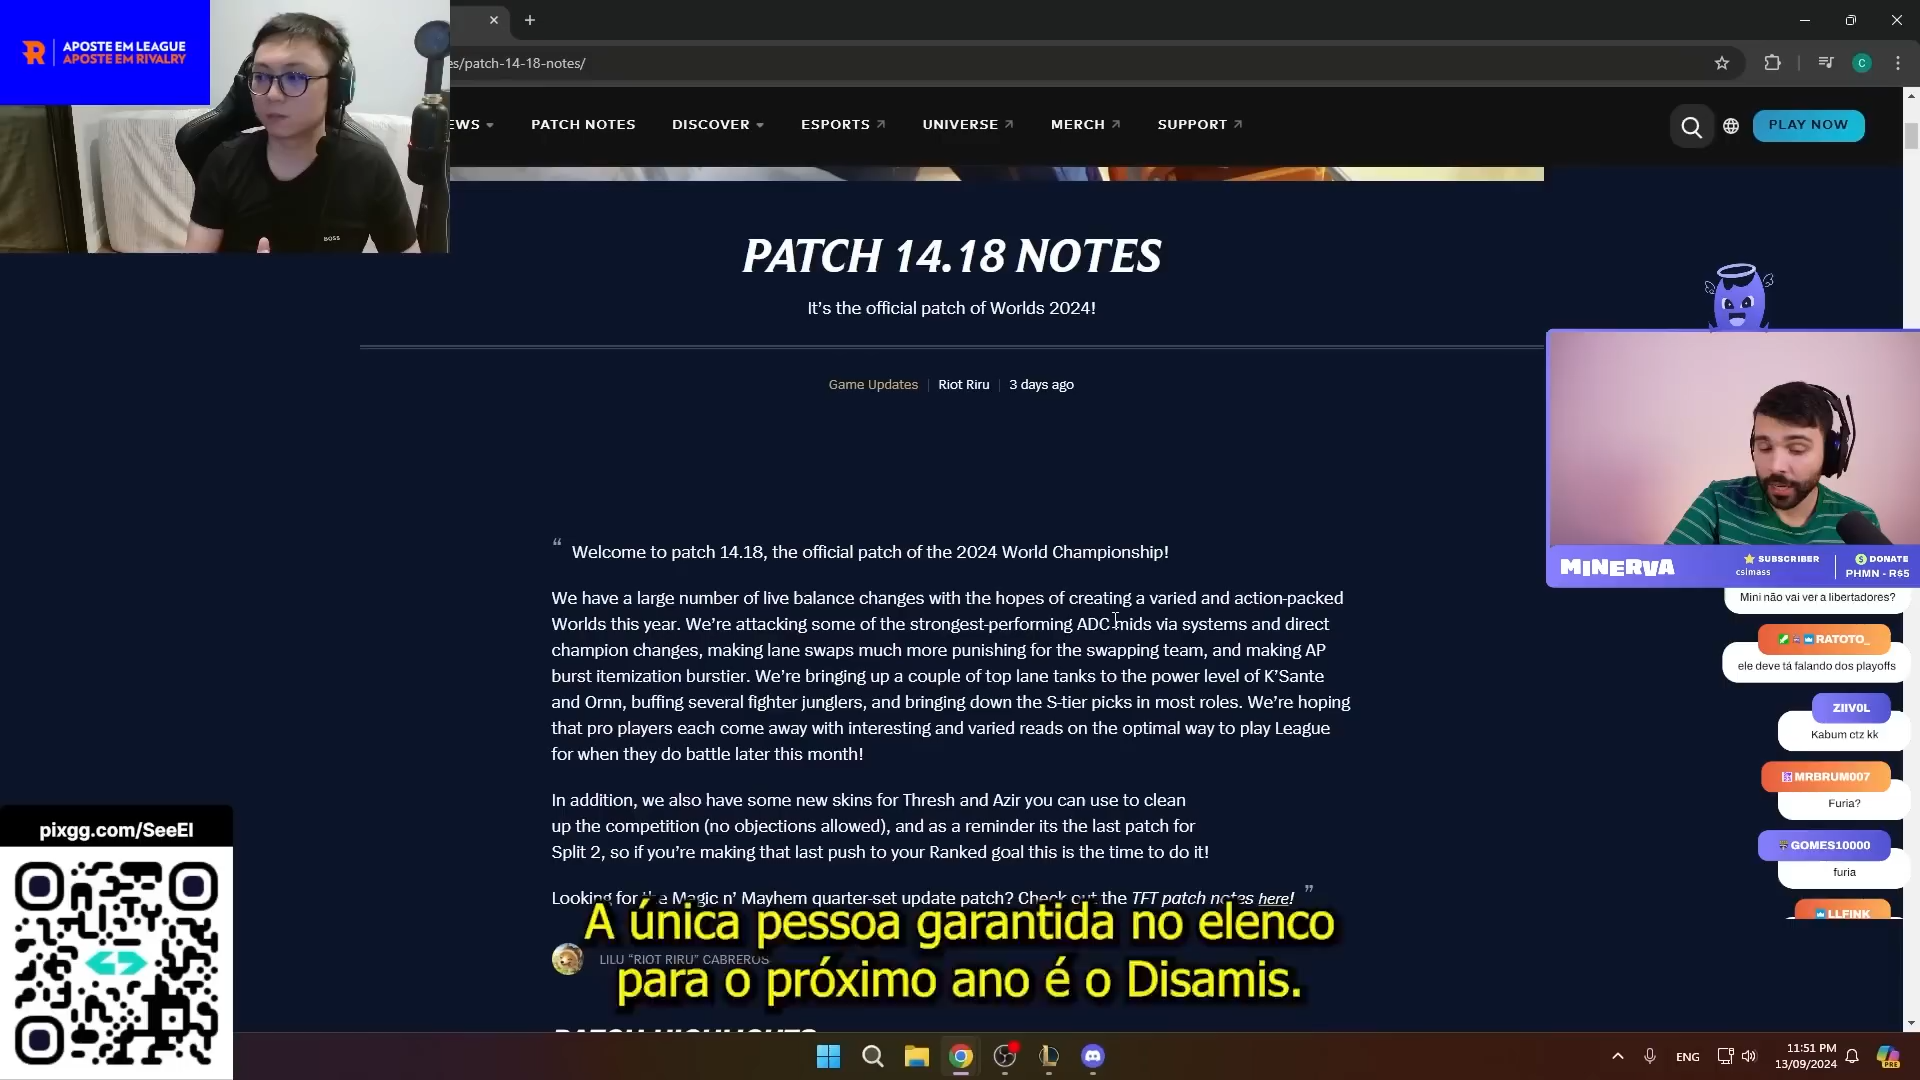 APOSTE EM LEAGUE
APOSTE EM RIVALRY
es/patch-14-18-notes/
C
EWS
PATCH NOTES
DISCOVER
ESPORTS
UNIVERSE
MERCH
SUPPORT
PLAY NOW
BOSS
PATCH 14.18 NOTES
It's the official patch of Worlds 2024!
Game Updates
Riot Riru
3 days ago
“ Welcome to patch 14.18, the official patch of the 2024 World Championship!
We have a large number of live balance changes with the hopes of creating a varied and action-packed
Worlds this year. We're attacking some of the strongest-performing ADC mids via systems and direct
champion changes, making lane swaps much more punishing for the swapping team, and making AP
burst itemization burstier. We're bringing up a couple of top lane tanks to the power level of K'Sante
and Ornn, buffing several fighter junglers, and bringing down the S-tier picks in most roles. We're hoping
that pro players each come away with interesting and varied reads on the optimal way to play League
for when they do battle later this month!
In addition, we also have some new skins for Thresh and Azir you can use to clean
up the competition (no objections allowed), and as a reminder its the last patch for
Split 2, so if you're making that last push to your Ranked goal this is the time to do it!
Looking for the Magic n' Mayhem quarter-set update patch? Check out the TFT patch notes here! ”
LILU “RIOT RIRU” CABREROS
PATCH HIGHLIGHTS
A única pessoa garantida no elenco
para o próximo ano é o Disamis.
MINERVA
SUBSCRIBER
csimass
DONATE
PHMN - R$5
Mini não vai ver a libertadores?
RATOTO_
ele deve tá falando dos playoffs
ZIIV0L
Kabum ctz kk
MRBRUM007
Furia?
GOMES10000
furia
LLFINK
pixgg.com/SeeEl
ENG
11:51 PM
13/09/2024
PRE